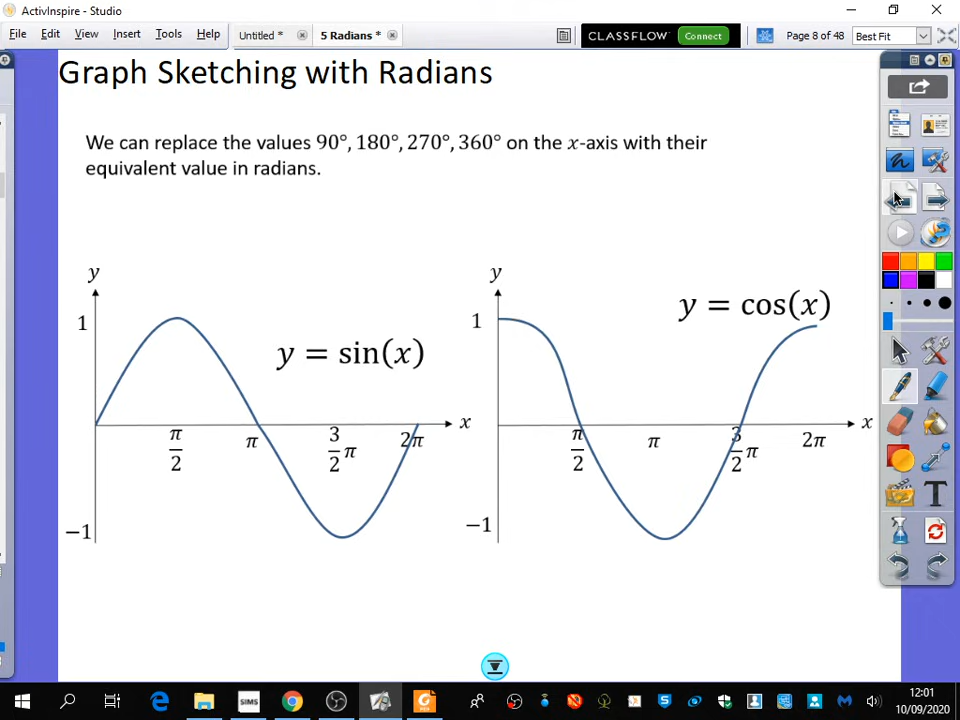 ActivInspire - Studio
File Edit View Insert Tools Help
Untitled *
5 Radians *
CLASSFLOW Connect
Page 8 of 48
Best Fit
Graph Sketching with Radians
We can replace the values 90°, 180°, 270°, 360° on the x-axis with their
equivalent value in radians.
y
1
y = sin(x)
x
π/2
π
3/2 π
2π
−1
y
1
y = cos(x)
x
π/2
π
3/2 π
2π
−1
T
SIMS
12:01
10/09/2020